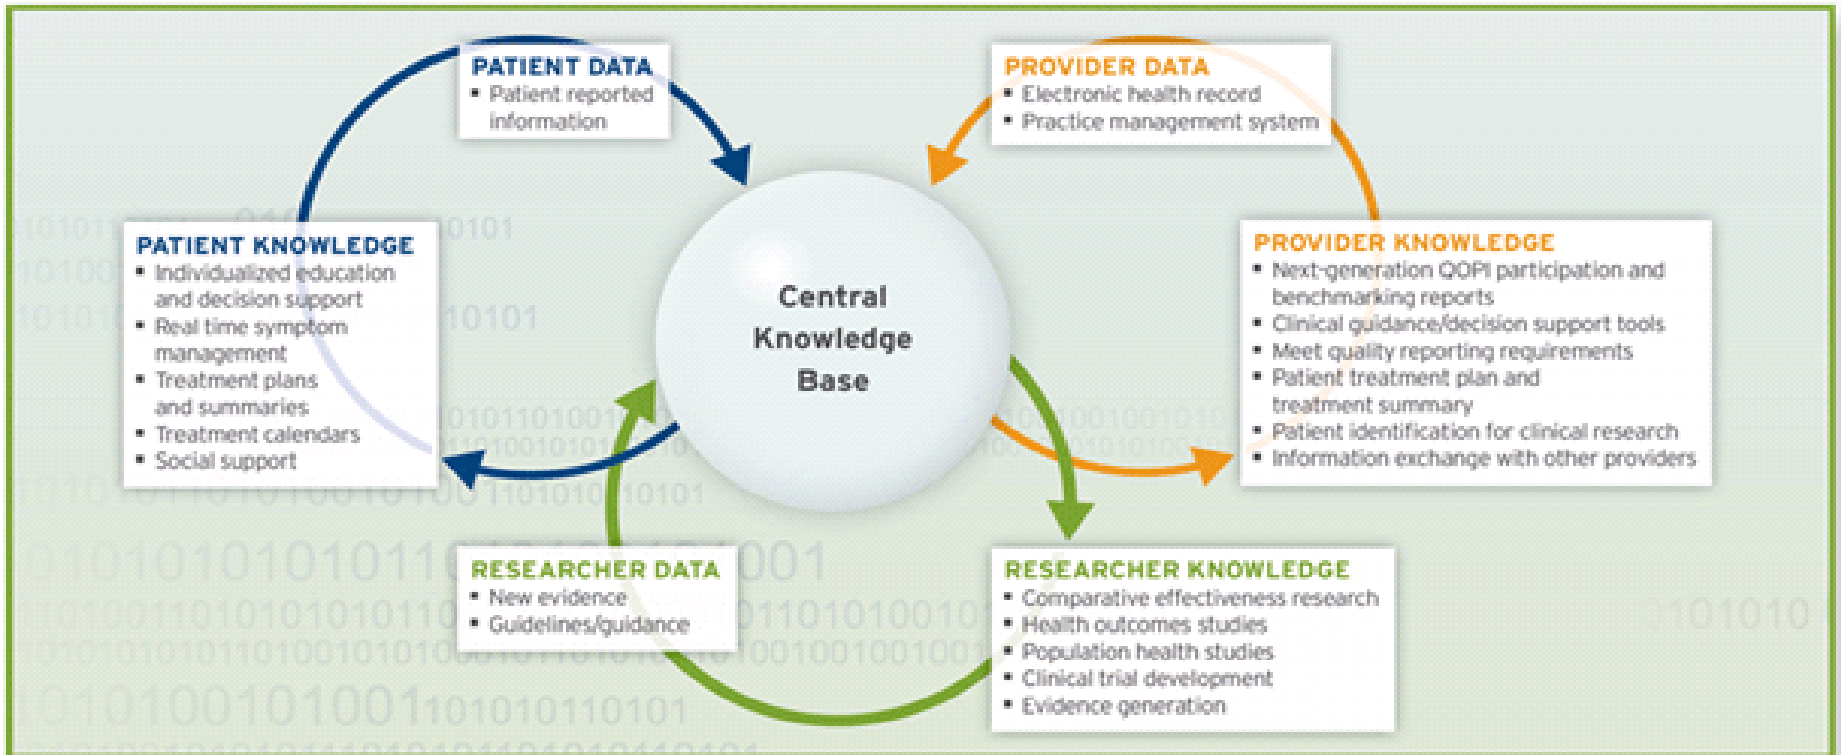 PATIENT DATA
▪ Patient reported
information
PROVIDER DATA
▪ Electronic health record
▪ Practice management system
PATIENT KNOWLEDGE
▪ Individualized education
and decision support
▪ Real time symptom
management
▪ Treatment plans
and summaries
▪ Treatment calendars
▪ Social support
Central
Knowledge
Base
PROVIDER KNOWLEDGE
▪ Next-generation QOPI participation and
benchmarking reports
▪ Clinical guidance/decision support tools
▪ Meet quality reporting requirements
▪ Patient treatment plan and
treatment summary
▪ Patient identification for clinical research
▪ Information exchange with other providers
RESEARCHER DATA
▪ New evidence
▪ Guidelines/guidance
RESEARCHER KNOWLEDGE
▪ Comparative effectiveness research
▪ Health outcomes studies
▪ Population health studies
▪ Clinical trial development
▪ Evidence generation